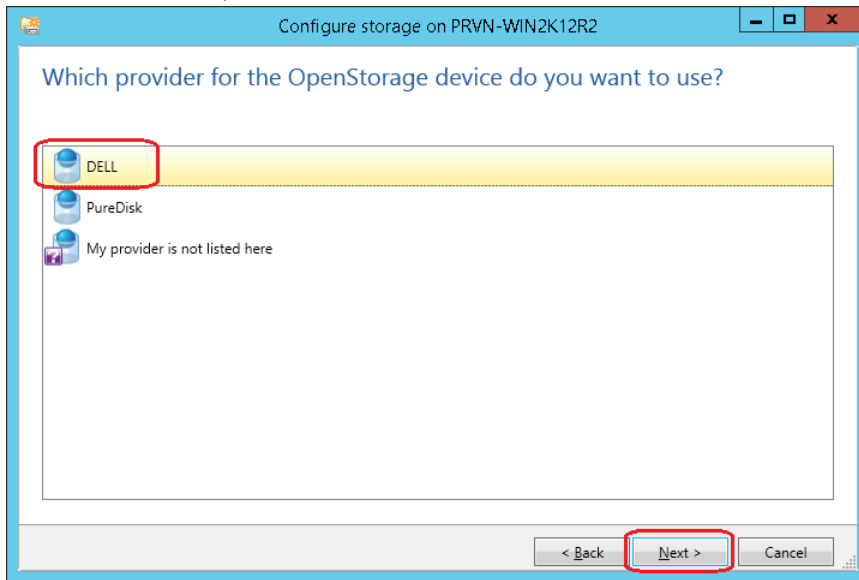 Configure storage on PRVN-WIN2K12R2
Which provider for the OpenStorage device do you want to use?
DELL
PureDisk
My provider is not listed here
< Back Next > Cancel